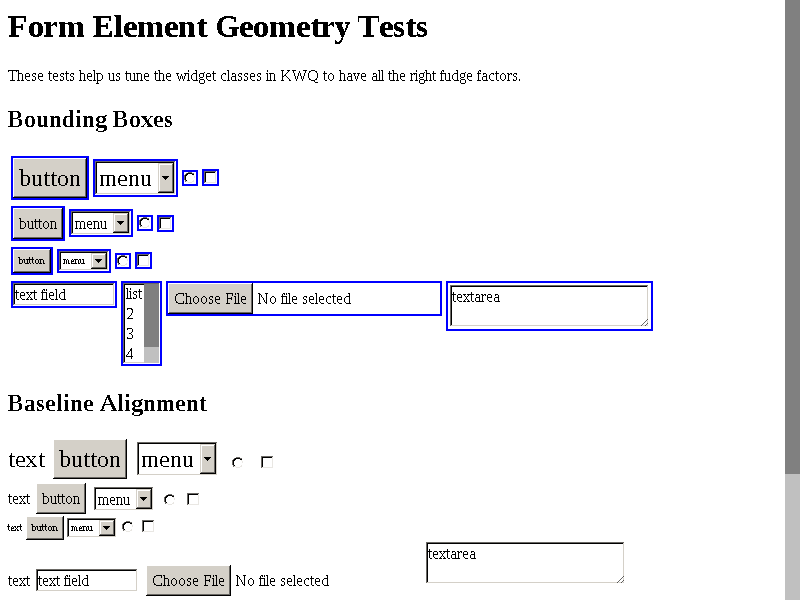 Form Element Geometry Tests
These tests help us tune the widget classes in KWQ to have all the right fudge factors.
Bounding Boxes
button menu
button menu
button menu
text field list 2 3 4 Choose File No file selected textarea
Baseline Alignment
text button menu
text button menu
text button menu
textarea
text text field Choose File No file selected